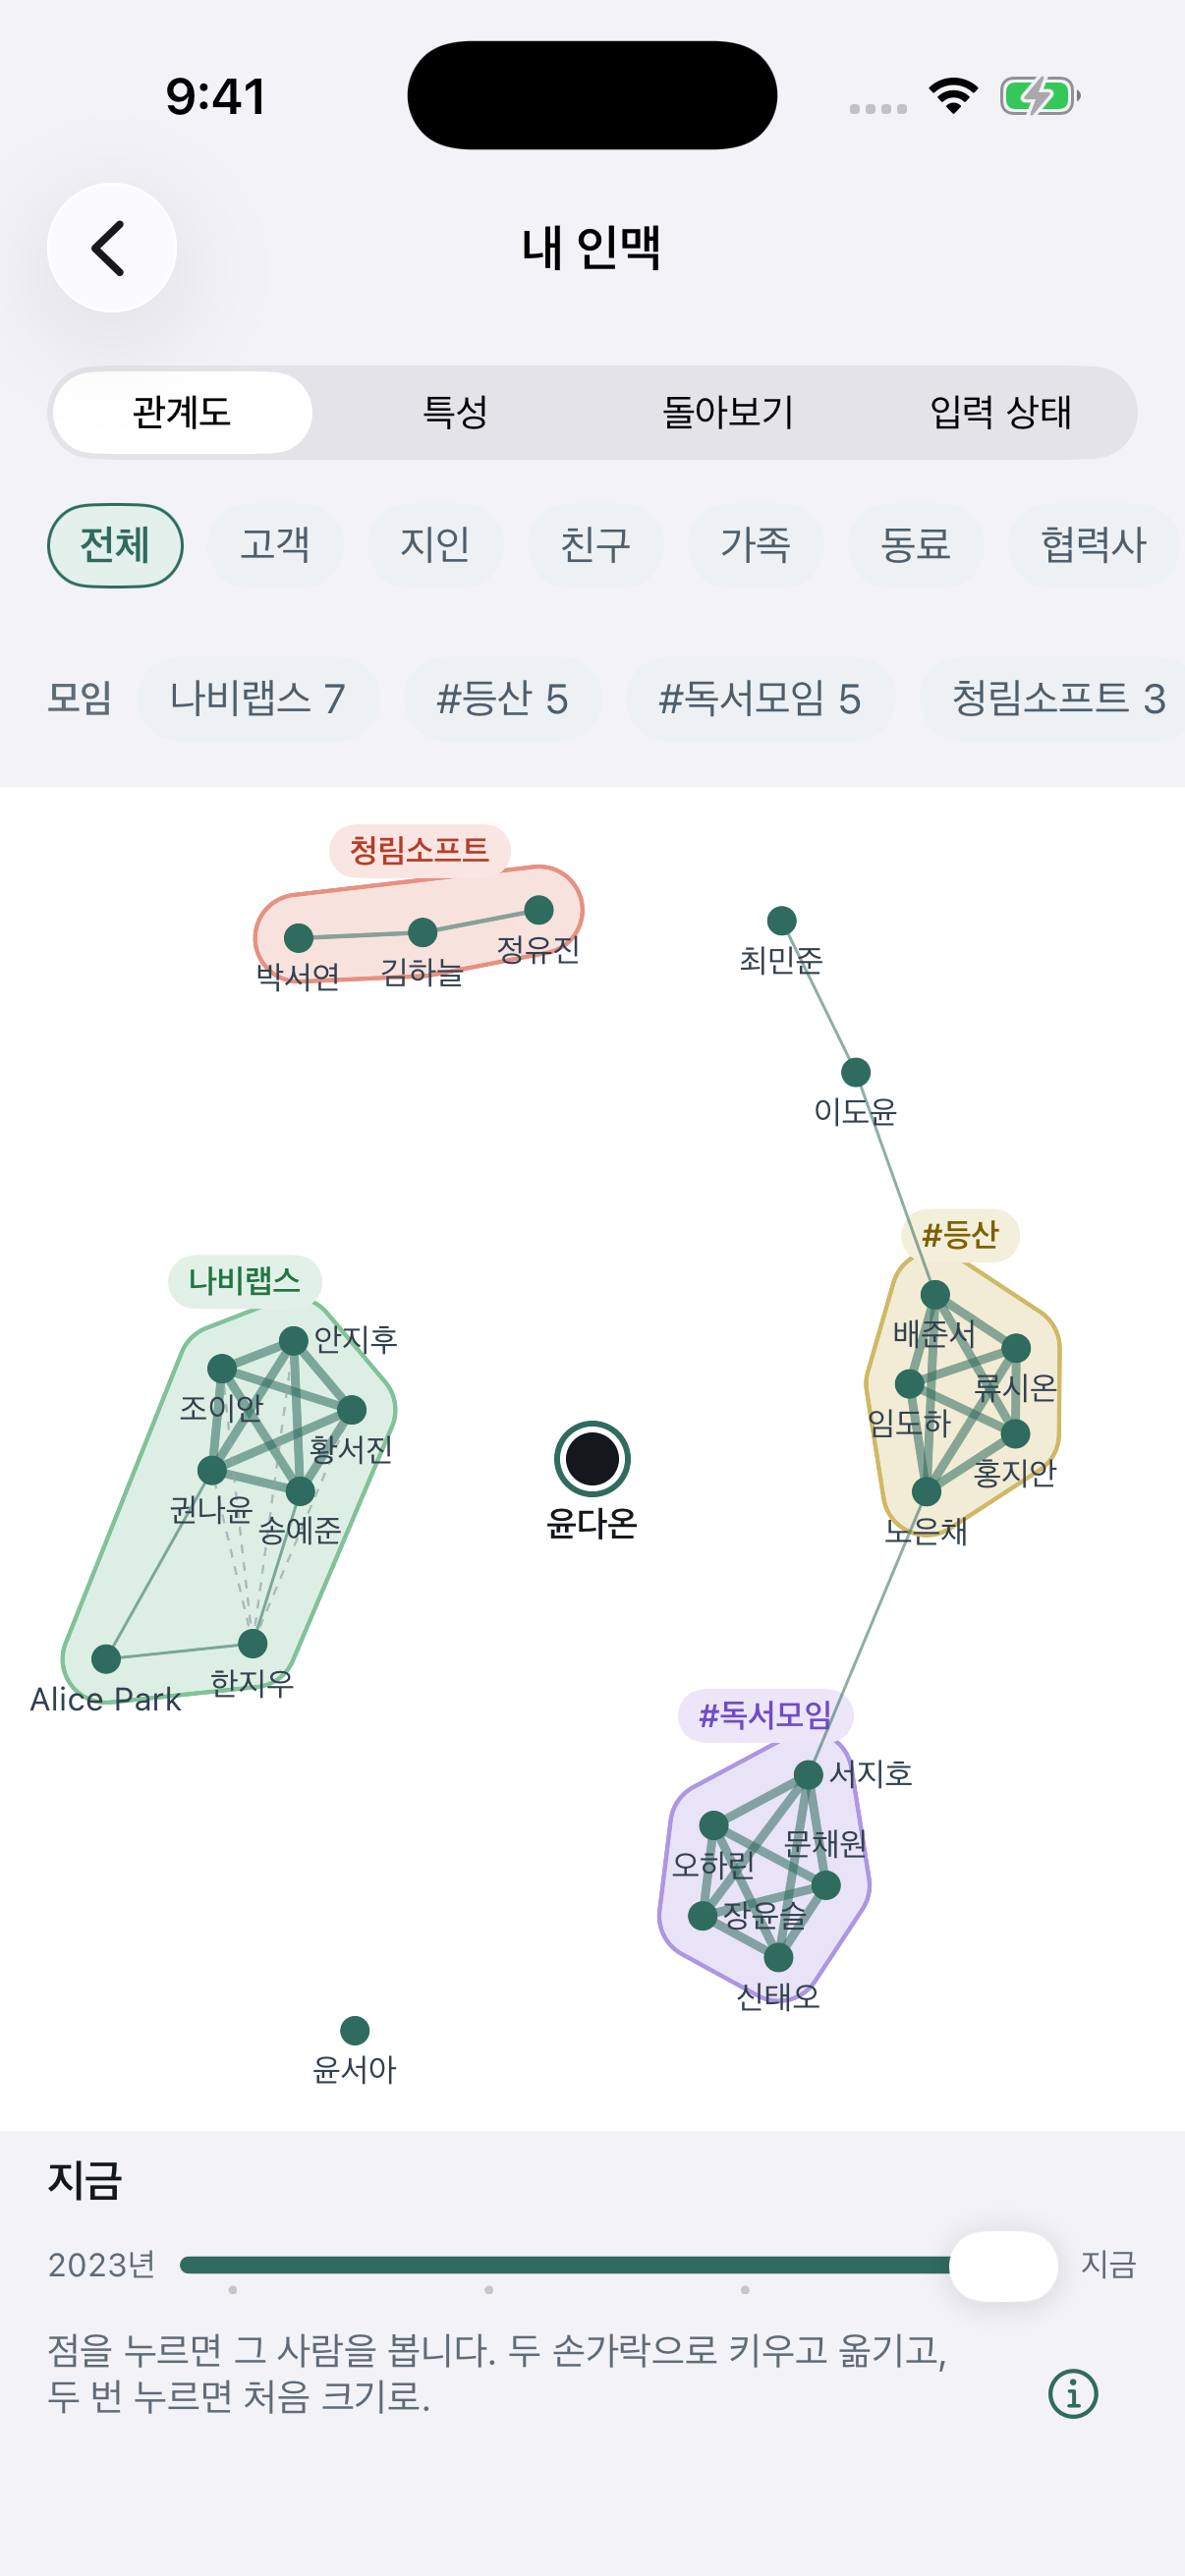 9:41
내 인맥
관계도 특성 돌아보기 입력 상태
전체 고객 지인 친구 가족 동료 협력사
모임 나비랩스 7 #등산 5 #독서모임 5 청림소프트 3
청림소프트
정유진
박서연 김하늘
최민준
이도윤
#등산
배준서
류시온
임도하
홍지안
노은채
나비랩스
안지후
조이안
황서진
권나윤
송예준
Alice Park
한지우
윤다온
#독서모임
서지호
문채원
오하린
장윤슬
신태오
윤서아
지금
2023년 지금
점을 누르면 그 사람을 봅니다. 두 손가락으로 키우고 옮기고,
두 번 누르면 처음 크기로.